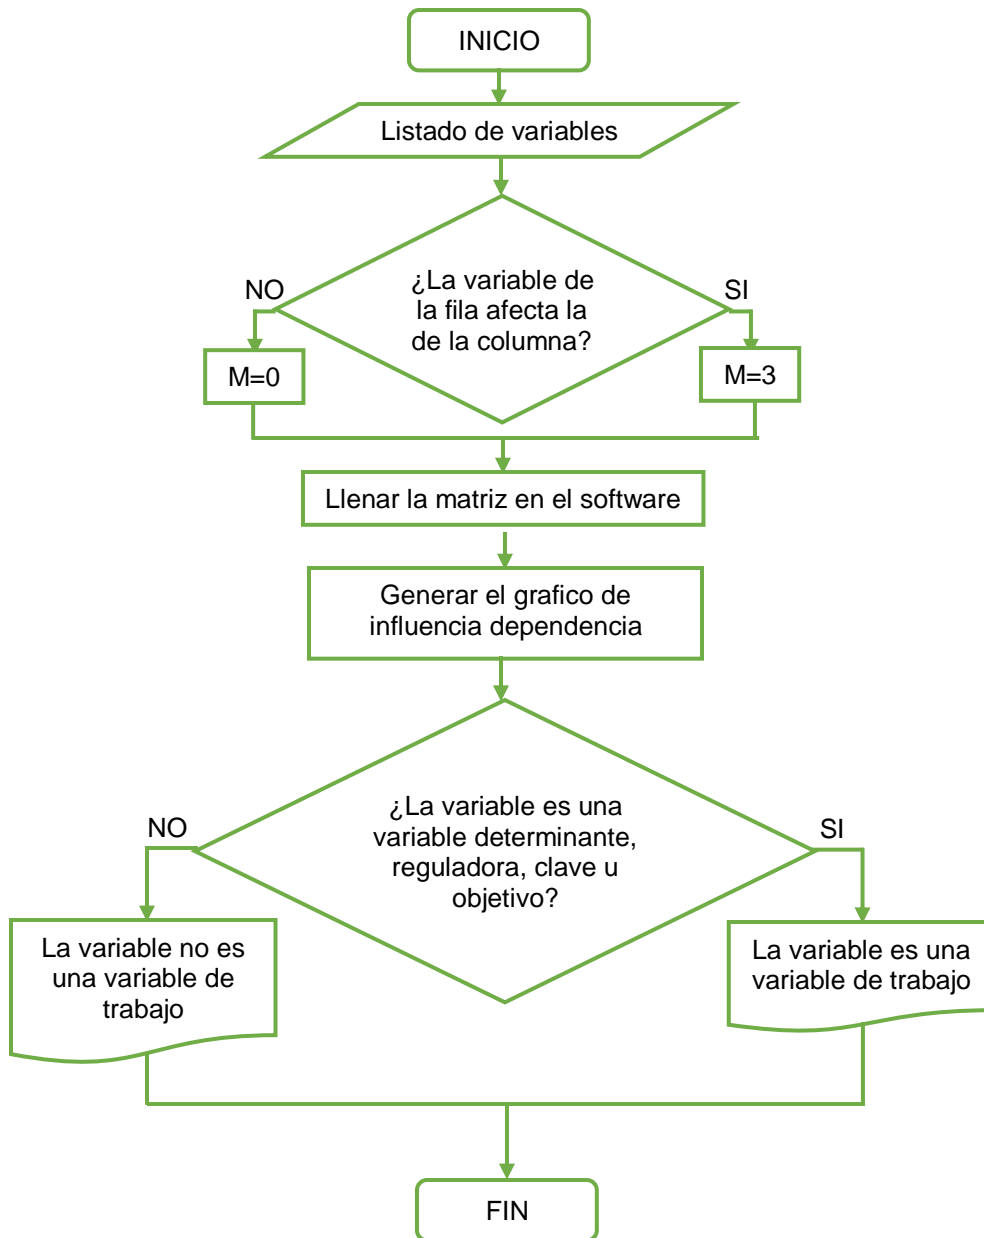 INICIO
Listado de variables
¿La variable de
la fila afecta la
de la columna?
NO
SI
M=0
M=3
Llenar la matriz en el software
Generar el grafico de
influencia dependencia
¿La variable es una
variable determinante,
reguladora, clave u
objetivo?
NO
SI
La variable no es
una variable de
trabajo
La variable es una
variable de trabajo
FIN